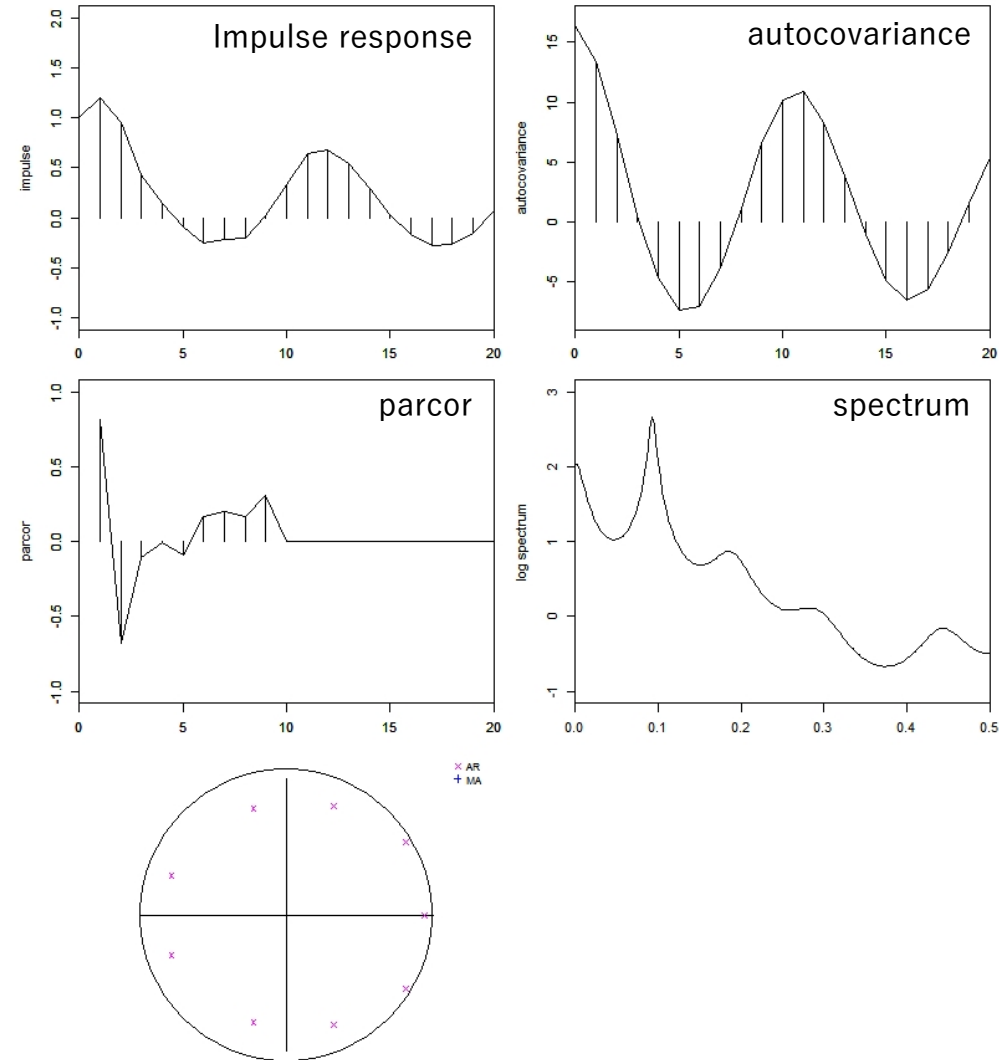 Impulse response
impulse
2.0
1.5
1.0
0.5
0.0
-0.5
-1.0
0 5 10 15 20
autocovariance
autocovariance
15
10
5
0
-5
0 5 10 15 20
parcor
parcor
1.0
0.5
0.0
-0.5
-1.0
0 5 10 15 20
spectrum
log spectrum
3
2
1
0
-1
0.0 0.1 0.2 0.3 0.4 0.5
× AR
+ MA